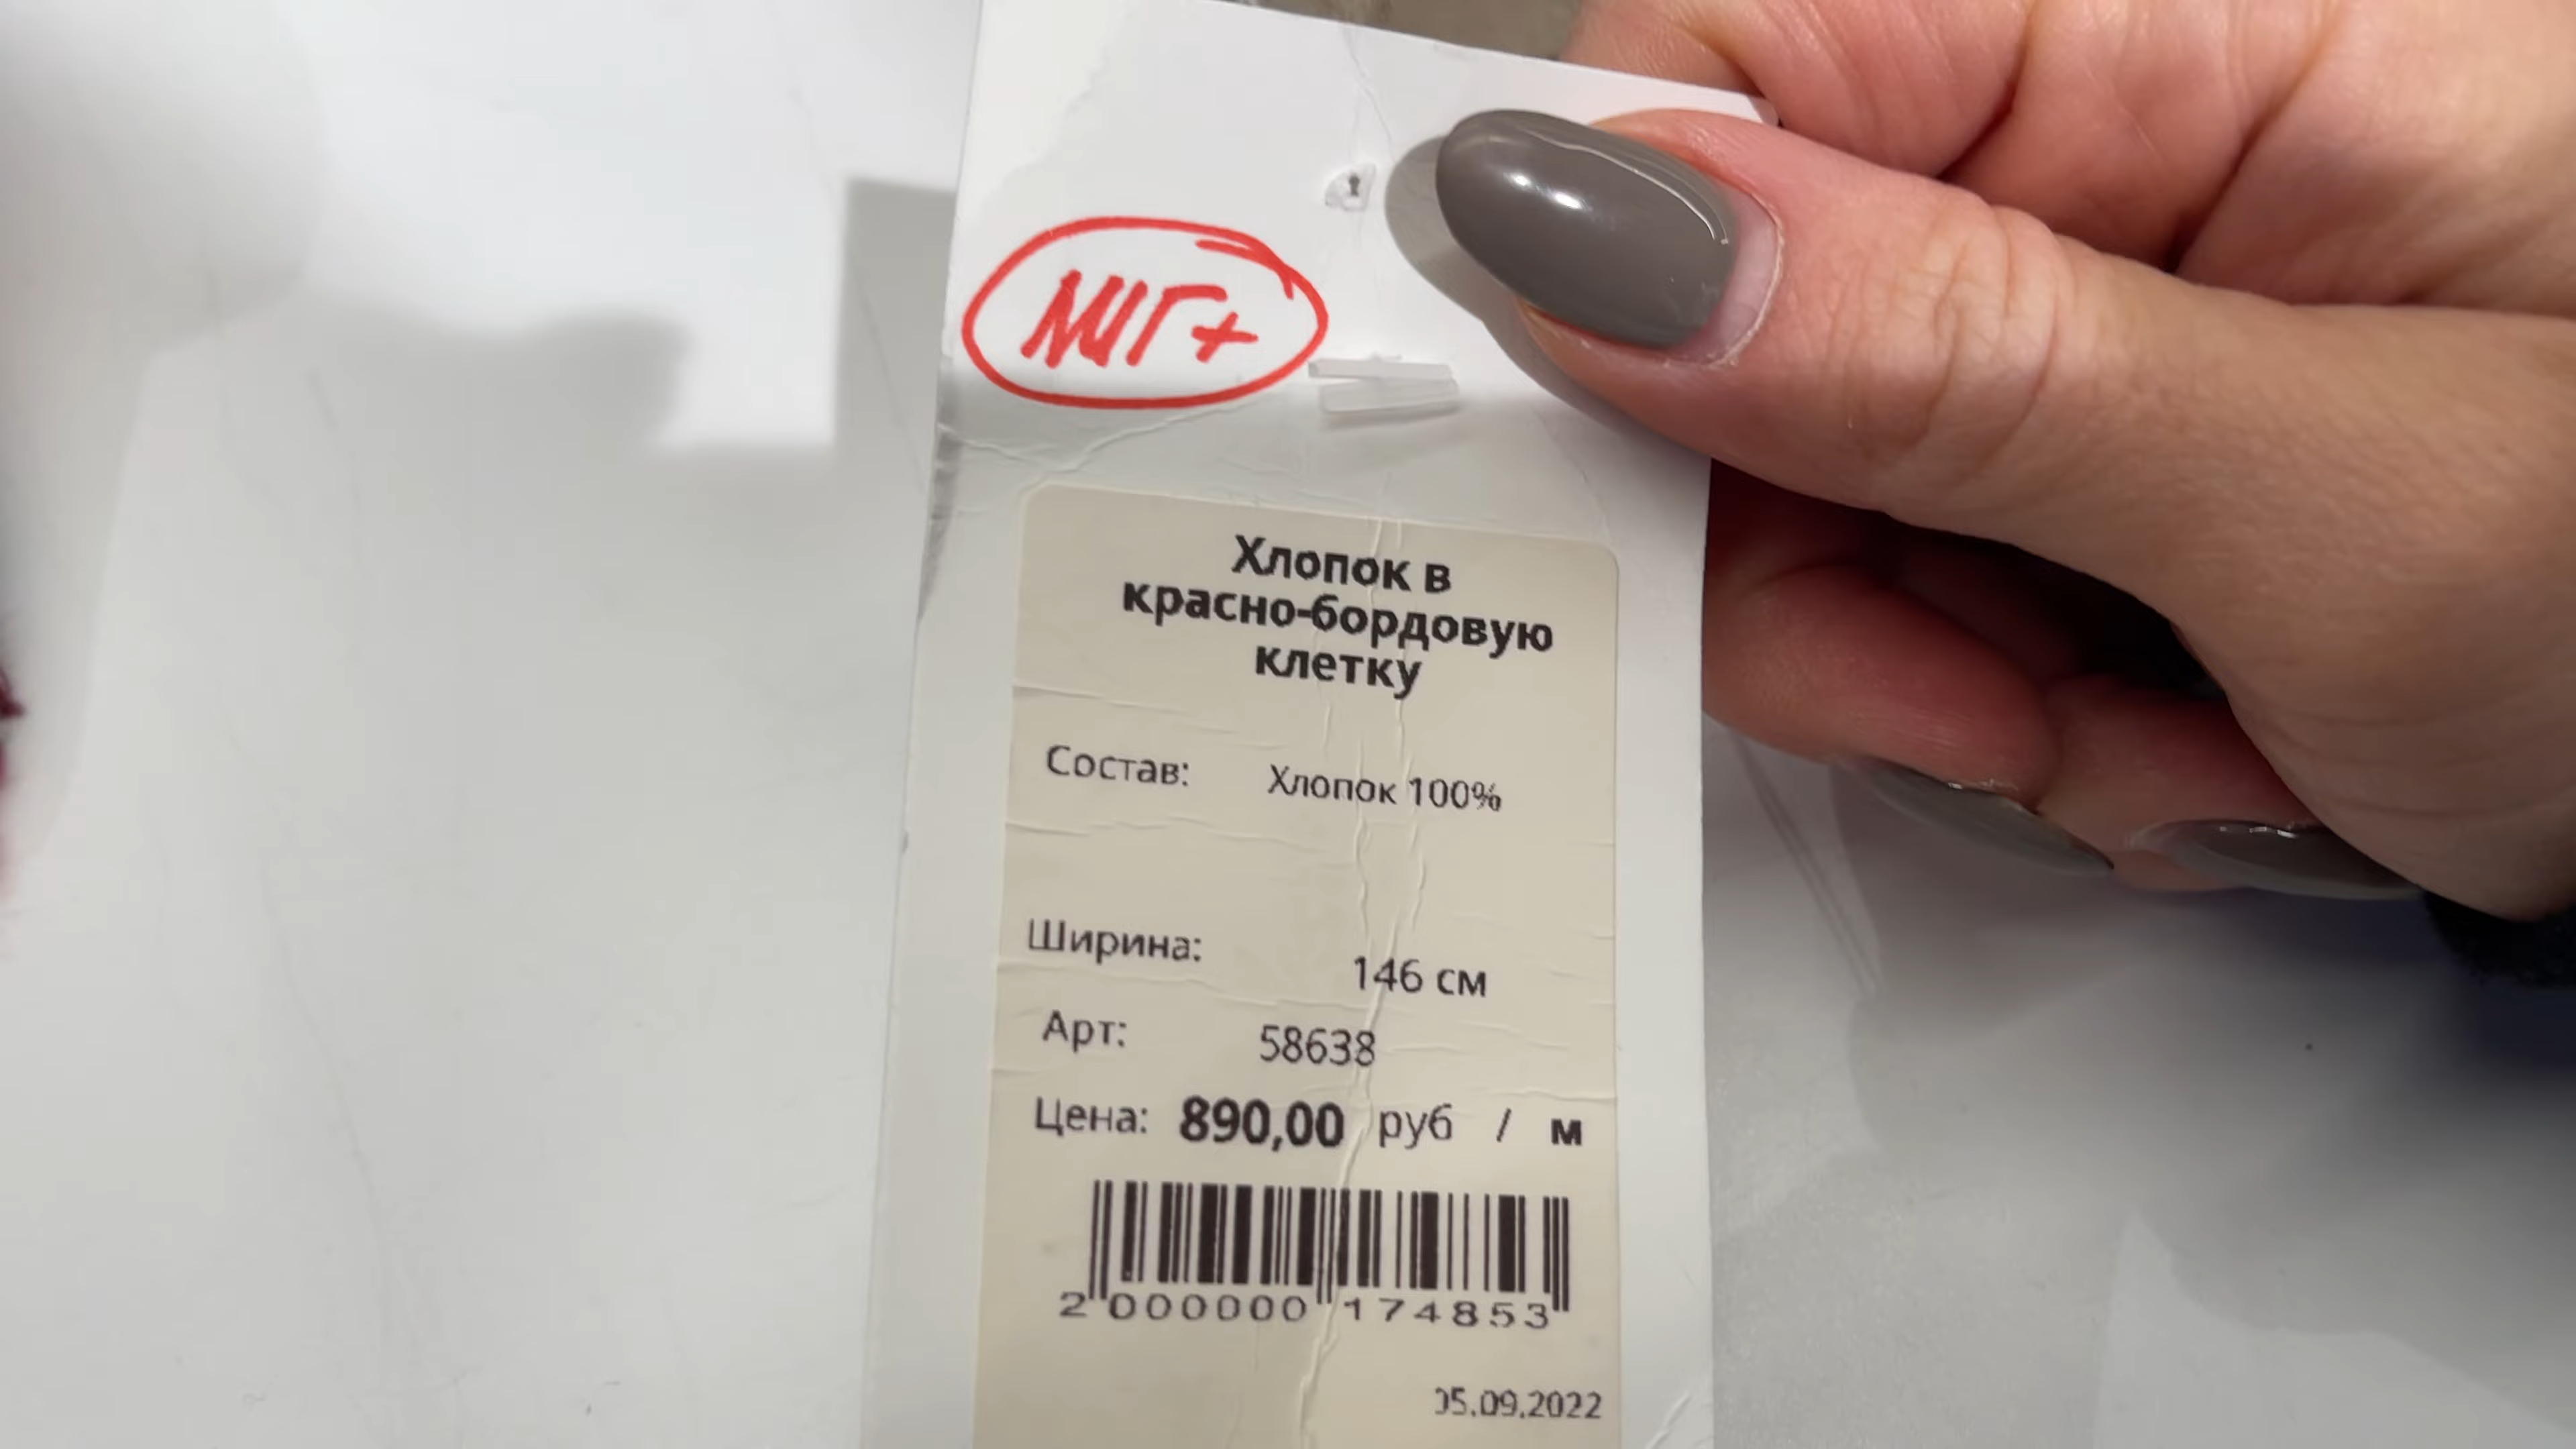 МИГ+
Хлопок в
красно-бордовую
клетку
Состав: Хлопок 100%
Ширина: 146 см
Арт: 58638
Цена: 890,00 руб / м
2 000000 174853
05.09.2022